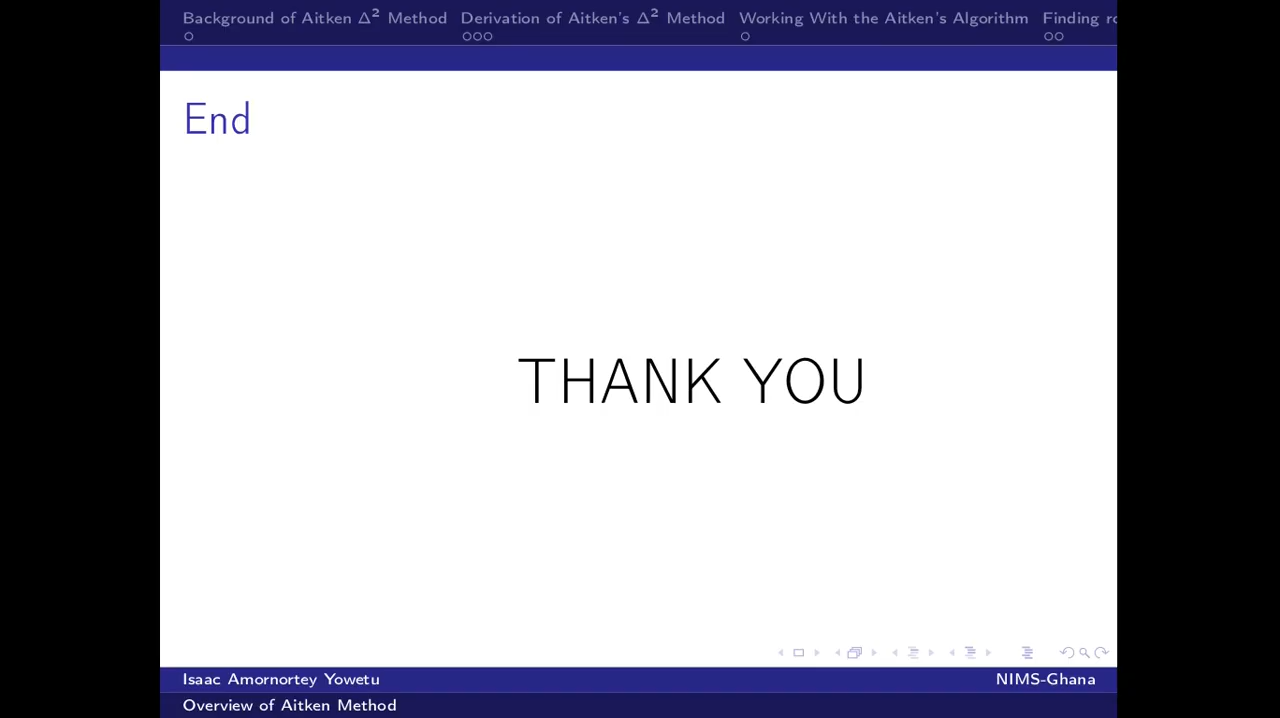 Background of Aitken Δ² Method Derivation of Aitken's Δ² Method Working With the Aitken's Algorithm Finding
End
THANK YOU
Isaac Amornortey Yowetu NIMS-Ghana
Overview of Aitken Method